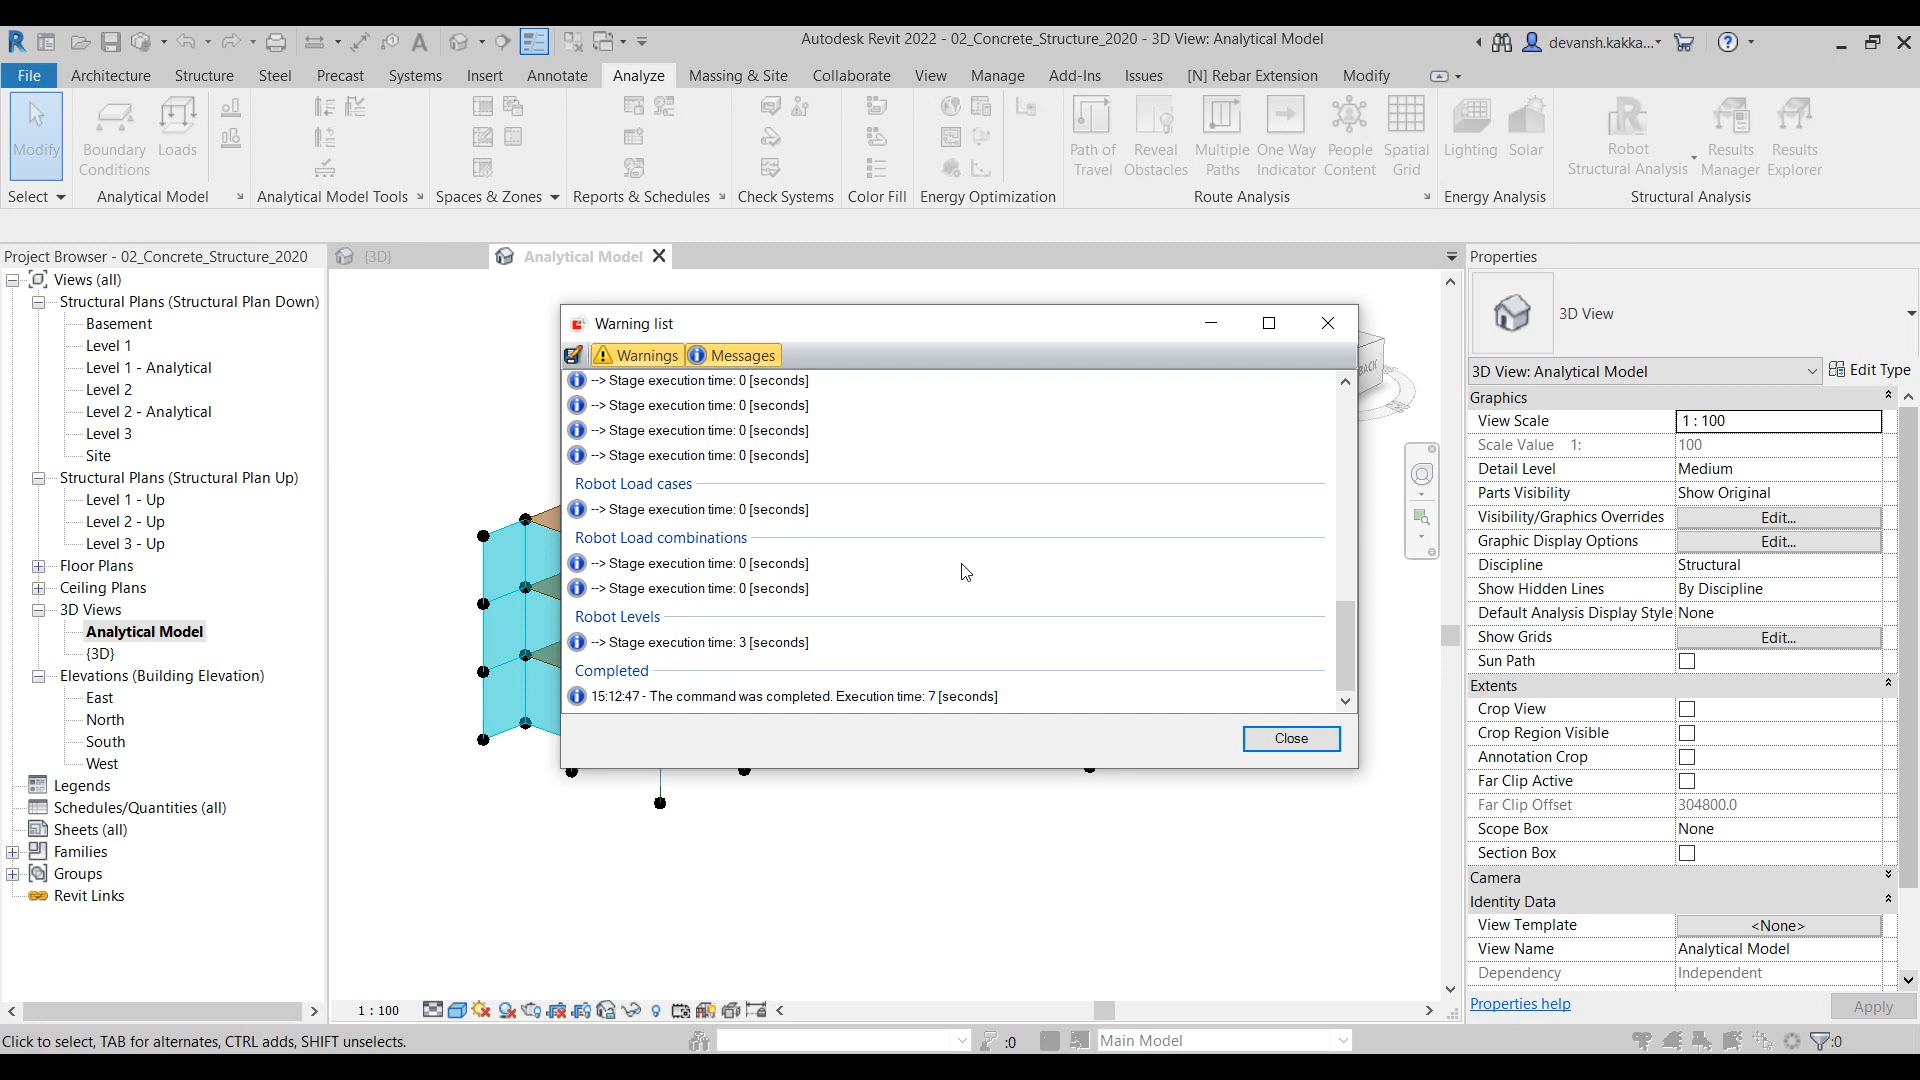 Autodesk Revit 2022 - 02_Concrete_Structure_2020 - 3D View: Analytical Model
devansh.kakka...
File Architecture Structure Steel Precast Systems Insert Annotate Analyze Massing & Site Collaborate View Manage Add-Ins Issues [N] Rebar Extension Modify
Modify
Boundary Conditions
Loads
Path of Travel
Reveal Obstacles
Multiple Paths
One Way Indicator
People Content
Spatial Grid
Lighting
Solar
Robot Structural Analysis
Results Manager
Results Explorer
Select Analytical Model Analytical Model Tools Spaces & Zones Reports & Schedules Check Systems Color Fill Energy Optimization Route Analysis Energy Analysis Structural Analysis
Project Browser - 02_Concrete_Structure_2020
Views (all)
Structural Plans (Structural Plan Down)
Basement
Level 1
Level 1 - Analytical
Level 2
Level 2 - Analytical
Level 3
Site
Structural Plans (Structural Plan Up)
Level 1 - Up
Level 2 - Up
Level 3 - Up
Floor Plans
Ceiling Plans
3D Views
Analytical Model
{3D}
Elevations (Building Elevation)
East
North
South
West
Legends
Schedules/Quantities (all)
Sheets (all)
Families
Groups
Revit Links
{3D}
Analytical Model
BACK
Warning list
Warnings Messages
--> Stage execution time: 0 [seconds]
--> Stage execution time: 0 [seconds]
--> Stage execution time: 0 [seconds]
--> Stage execution time: 0 [seconds]
Robot Load cases
--> Stage execution time: 0 [seconds]
Robot Load combinations
--> Stage execution time: 0 [seconds]
--> Stage execution time: 0 [seconds]
Robot Levels
--> Stage execution time: 3 [seconds]
Completed
15:12:47 - The command was completed. Execution time: 7 [seconds]
Close
Properties
3D View
3D View: Analytical Model Edit Type
Graphics
View Scale 1 : 100
Scale Value 1: 100
Detail Level Medium
Parts Visibility Show Original
Visibility/Graphics Overrides Edit...
Graphic Display Options Edit...
Discipline Structural
Show Hidden Lines By Discipline
Default Analysis Display Style None
Show Grids Edit...
Sun Path
Extents
Crop View
Crop Region Visible
Annotation Crop
Far Clip Active
Far Clip Offset 304800.0
Scope Box None
Section Box
Camera
Identity Data
View Template <None>
View Name Analytical Model
Dependency Independent
Properties help Apply
1 : 100
Click to select, TAB for alternates, CTRL adds, SHIFT unselects.
:0
Main Model
:0